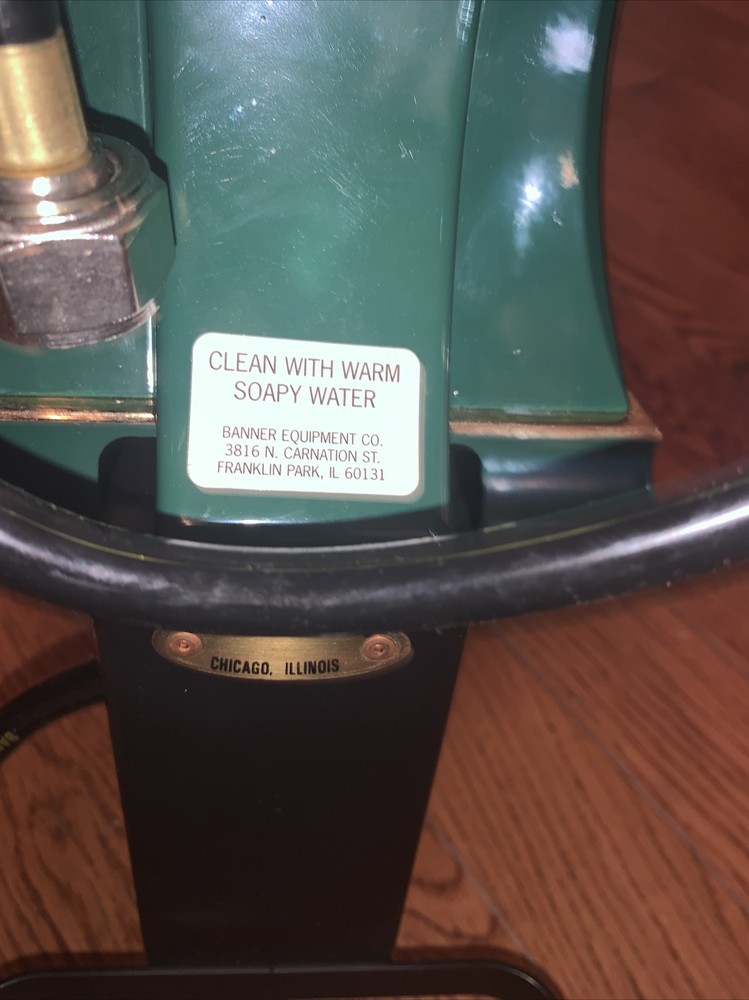 CLEAN WITH WARM
SOAPY WATER
BANNER EQUIPMENT CO.
3816 N. CARNATION ST.
FRANKLIN PARK, IL 60131
CHICAGO, ILLINOIS